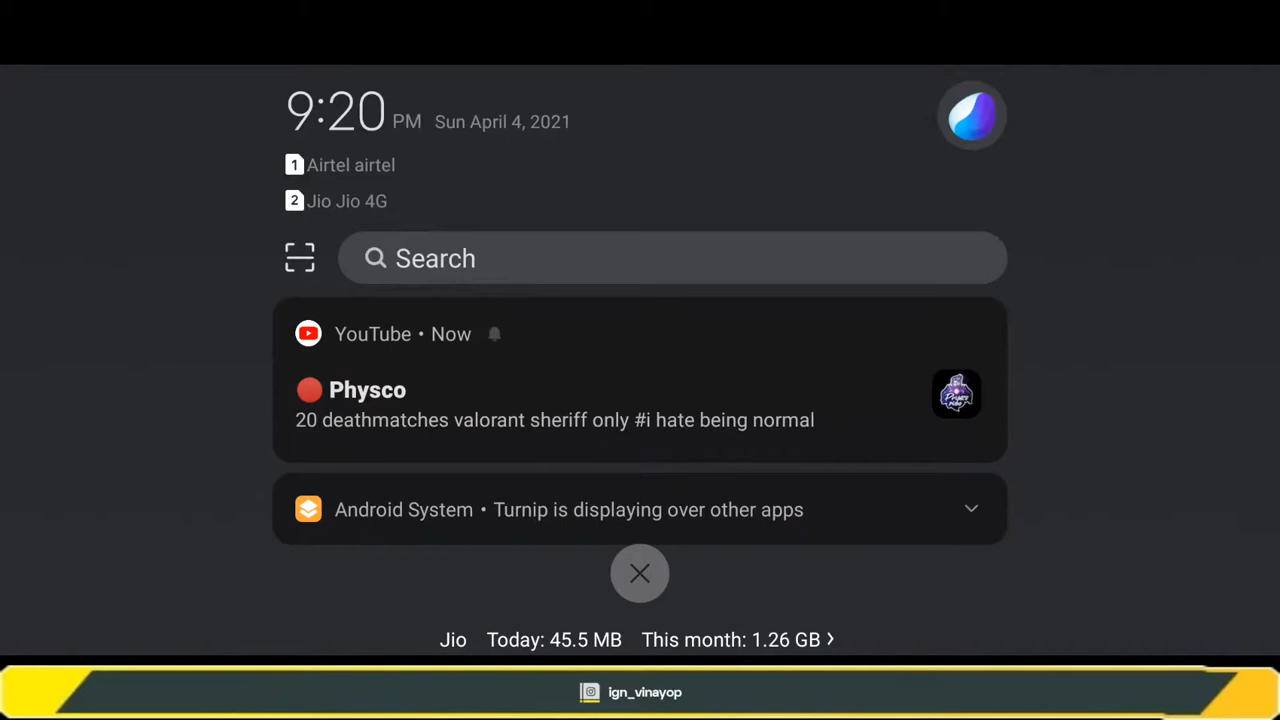 9:20 PM Sun April 4, 2021
1 Airtel airtel
2 Jio Jio 4G
Search
YouTube • Now
Physco
20 deathmatches valorant sheriff only #i hate being normal
Android System • Turnip is displaying over other apps
Jio Today: 45.5 MB This month: 1.26 GB
ign_vinayop